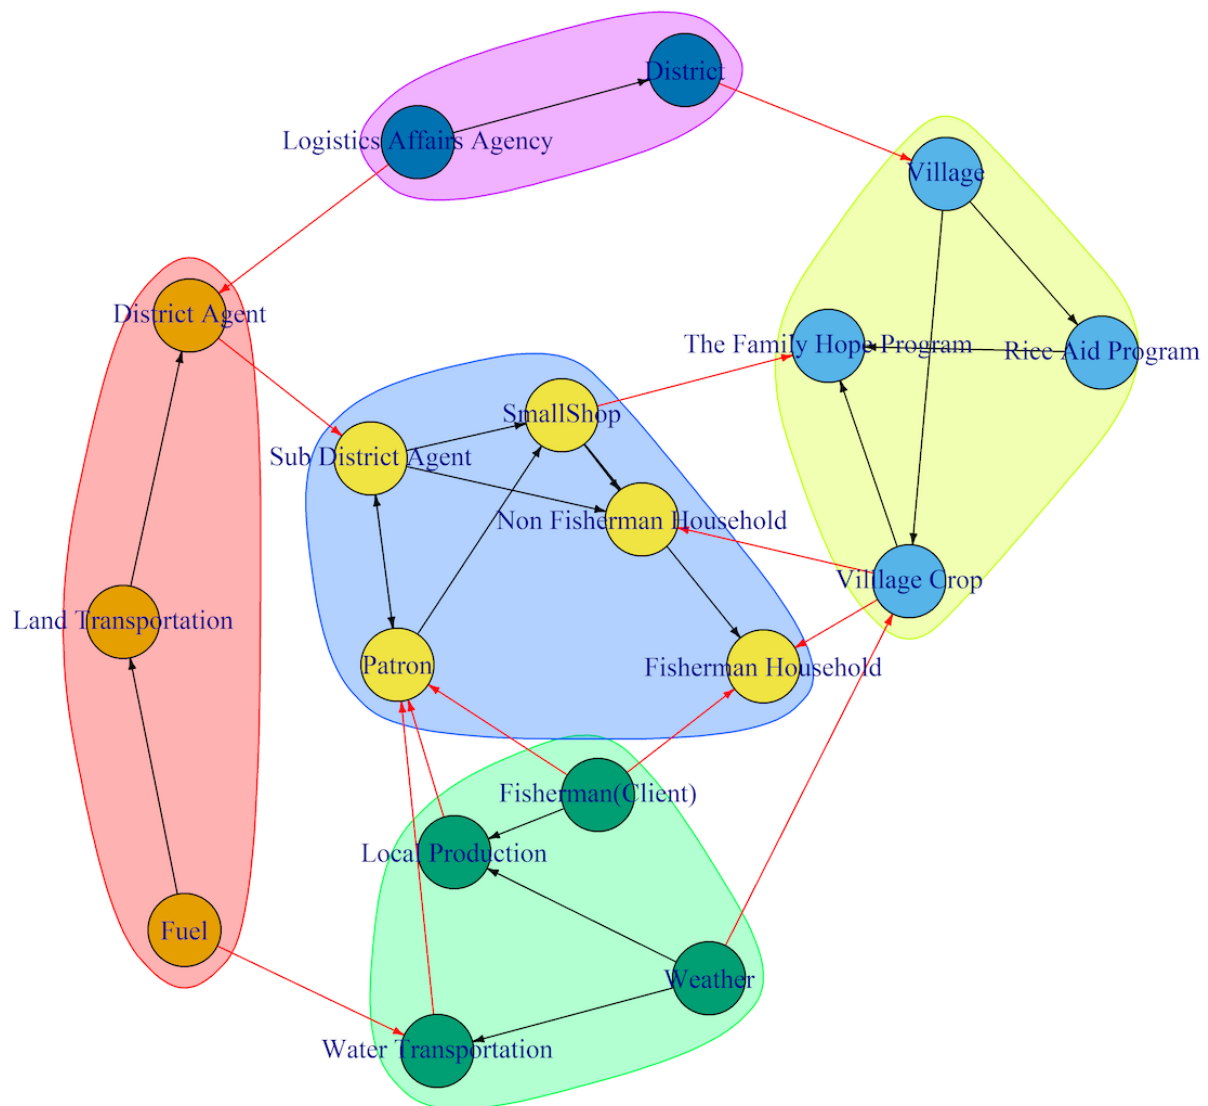 District
Logistics Affairs Agency
Village
District Agent
The Family Hope Program
Rice Aid Program
SmallShop
Sub District Agent
Non Fisherman Household
Villlage Crop
Land Transportation
Patron
Fisherman Household
Fisherman(Client)
Local Production
Fuel
Weather
Water Transportation